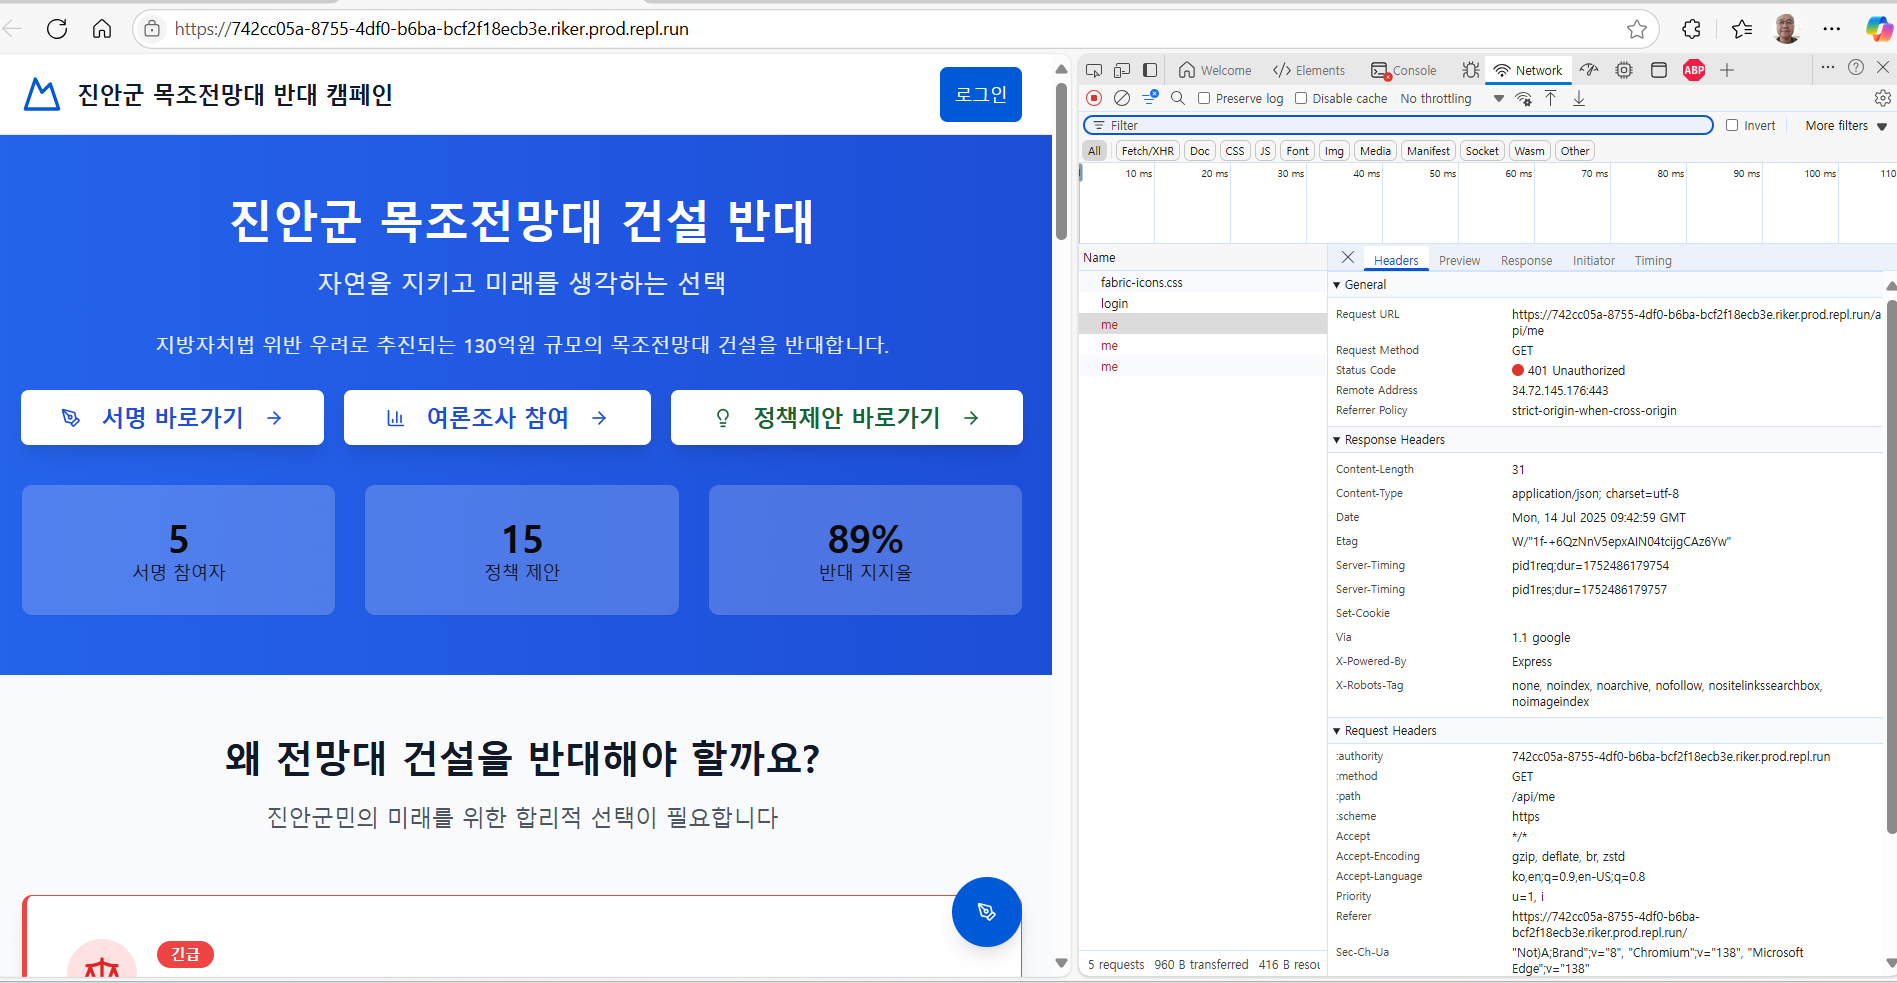 https://742cc05a-8755-4df0-b6ba-bcf2f18ecb3e.riker.prod.repl.run
진안군 목조전망대 반대 캠페인
로그인
진안군 목조전망대 건설 반대
자연을 지키고 미래를 생각하는 선택
지방자치법 위반 우려로 추진되는 130억원 규모의 목조전망대 건설을 반대합니다.
서명 바로가기 →
여론조사 참여 →
정책제안 바로가기 →
5
서명 참여자
15
정책 제안
89%
반대 지지율
왜 전망대 건설을 반대해야 할까요?
진안군민의 미래를 위한 합리적 선택이 필요합니다
긴급
Welcome
Elements
Console
Network
ABP
Preserve log
Disable cache
No throttling
Filter
Invert
More filters
All
Fetch/XHR
Doc
CSS
JS
Font
Img
Media
Manifest
Socket
Wasm
Other
10 ms
20 ms
30 ms
40 ms
50 ms
60 ms
70 ms
80 ms
90 ms
100 ms
110
Name
fabric-icons.css
login
me
me
me
5 requests 960 B transferred 416 B resou
Headers
Preview
Response
Initiator
Timing
General
Request URL https://742cc05a-8755-4df0-b6ba-bcf2f18ecb3e.riker.prod.repl.run/a
pi/me
Request Method GET
Status Code 401 Unauthorized
Remote Address 34.72.145.176:443
Referrer Policy strict-origin-when-cross-origin
Response Headers
Content-Length 31
Content-Type application/json; charset=utf-8
Date Mon, 14 Jul 2025 09:42:59 GMT
Etag W/"1f-+6QzNnV5epxAIN04tcijgCAz6Yw"
Server-Timing pid1req;dur=1752486179754
Server-Timing pid1res;dur=1752486179757
Set-Cookie
Via 1.1 google
X-Powered-By Express
X-Robots-Tag none, noindex, noarchive, nofollow, nositelinkssearchbox,
noimageindex
Request Headers
:authority 742cc05a-8755-4df0-b6ba-bcf2f18ecb3e.riker.prod.repl.run
:method GET
:path /api/me
:scheme https
Accept */*
Accept-Encoding gzip, deflate, br, zstd
Accept-Language ko,en;q=0.9,en-US;q=0.8
Priority u=1, i
Referer https://742cc05a-8755-4df0-b6ba-
bcf2f18ecb3e.riker.prod.repl.run/
Sec-Ch-Ua "Not)A;Brand";v="8", "Chromium";v="138", "Microsoft
Edge";v="138"